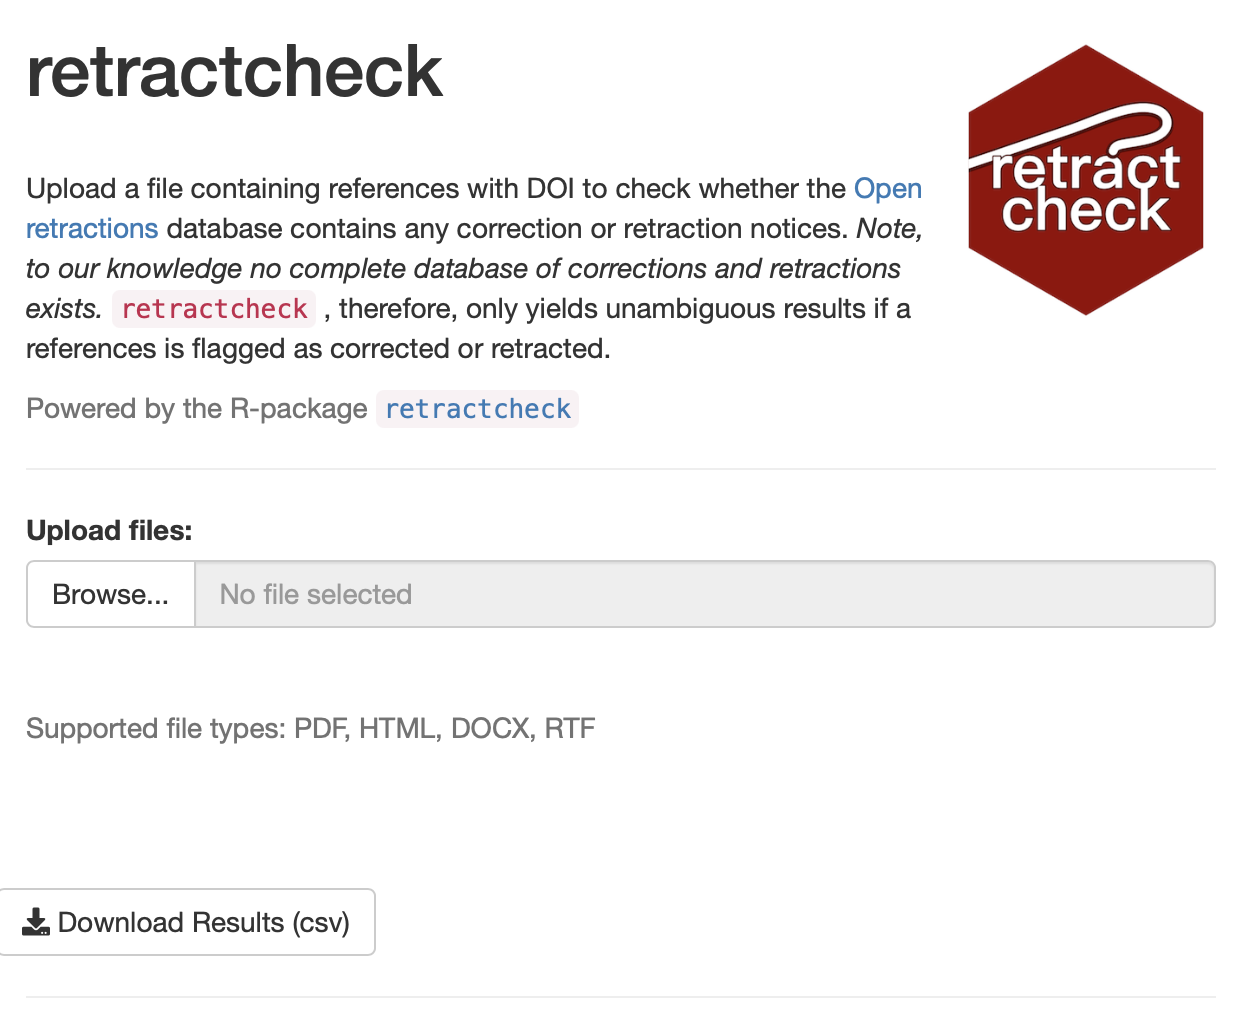 retractcheck
retract
check
Upload a file containing references with DOI to check whether the Open
retractions database contains any correction or retraction notices. Note,
to our knowledge no complete database of corrections and retractions
exists. retractcheck , therefore, only yields unambiguous results if a
references is flagged as corrected or retracted.
Powered by the R-package retractcheck
Upload files:
Browse... No file selected
Supported file types: PDF, HTML, DOCX, RTF
Download Results (csv)